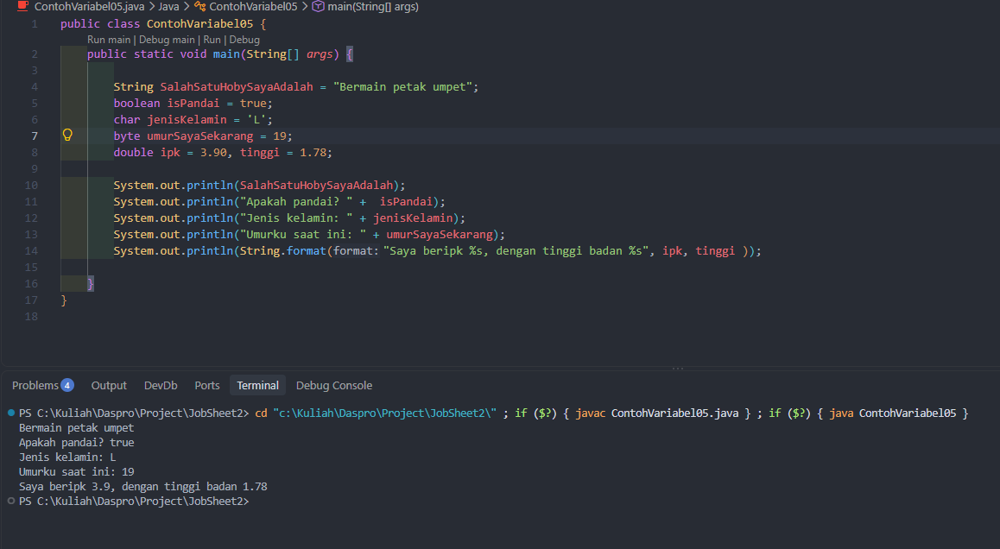 ContohVariabel05.java > Java > ContohVariabel05 > main(String[] args)
1 public class ContohVariabel05 {
Run main | Debug main | Run | Debug
2 public static void main(String[] args) {
3
4 String SalahSatuHobySayaAdalah = "Bermain petak umpet";
5 boolean isPandai = true;
6 char jenisKelamin = 'L';
7 byte umurSayaSekarang = 19;
8 double ipk = 3.90, tinggi = 1.78;
9
10 System.out.println(SalahSatuHobySayaAdalah);
11 System.out.println("Apakah pandai? " +  isPandai);
12 System.out.println("Jenis kelamin: " + jenisKelamin);
13 System.out.println("Umurku saat ini: " + umurSayaSekarang);
14 System.out.println(String.format(format: "Saya beripk %s, dengan tinggi badan %s", ipk, tinggi ));
15
16 }
17 }
18
Problems 4 Output DevDb Ports Terminal Debug Console
PS C:\Kuliah\Daspro\Project\JobSheet2> cd "c:\Kuliah\Daspro\Project\JobSheet2\" ; if ($?) { javac ContohVariabel05.java } ; if ($?) { java ContohVariabel05 }
Bermain petak umpet
Apakah pandai? true
Jenis kelamin: L
Umurku saat ini: 19
Saya beripk 3.9, dengan tinggi badan 1.78
PS C:\Kuliah\Daspro\Project\JobSheet2>